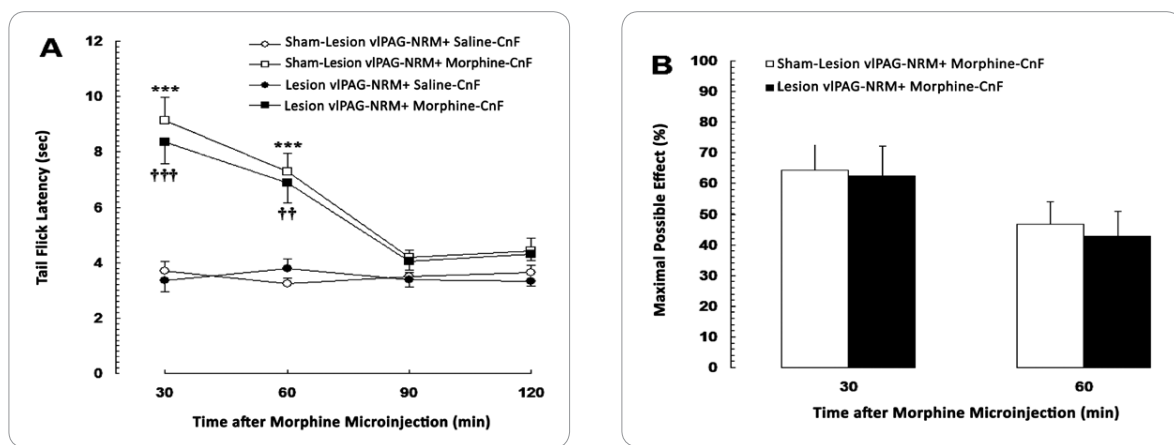 A
12
10
8
6
4
2
0
Tail Flick Latency (sec)
Sham-Lesion vlPAG-NRM+ Saline-CnF
Sham-Lesion vlPAG-NRM+ Morphine-CnF
Lesion vlPAG-NRM+ Saline-CnF
Lesion vlPAG-NRM+ Morphine-CnF
***
***
†††
††
30 60 90 120
Time after Morphine Microinjection (min)
B
Sham-Lesion vlPAG-NRM+ Morphine-CnF
Lesion vlPAG-NRM+ Morphine-CnF
100
90
80
70
60
50
40
30
20
10
0
Maximal Possible Effect (%)
30 60
Time after Morphine Microinjection (min)